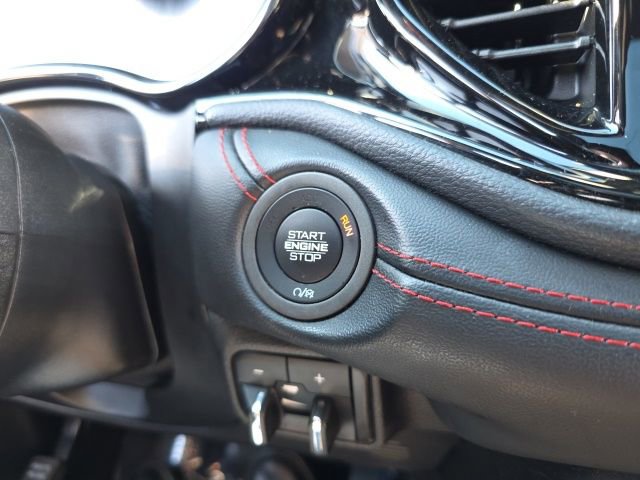 START
ENGINE
STOP
RUN
- +